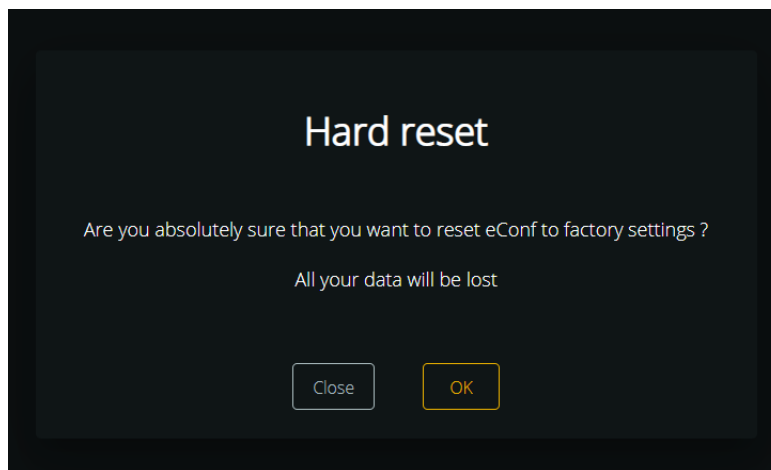 Hard reset
Are you absolutely sure that you want to reset eConf to factory settings ?
All your data will be lost
Close
OK